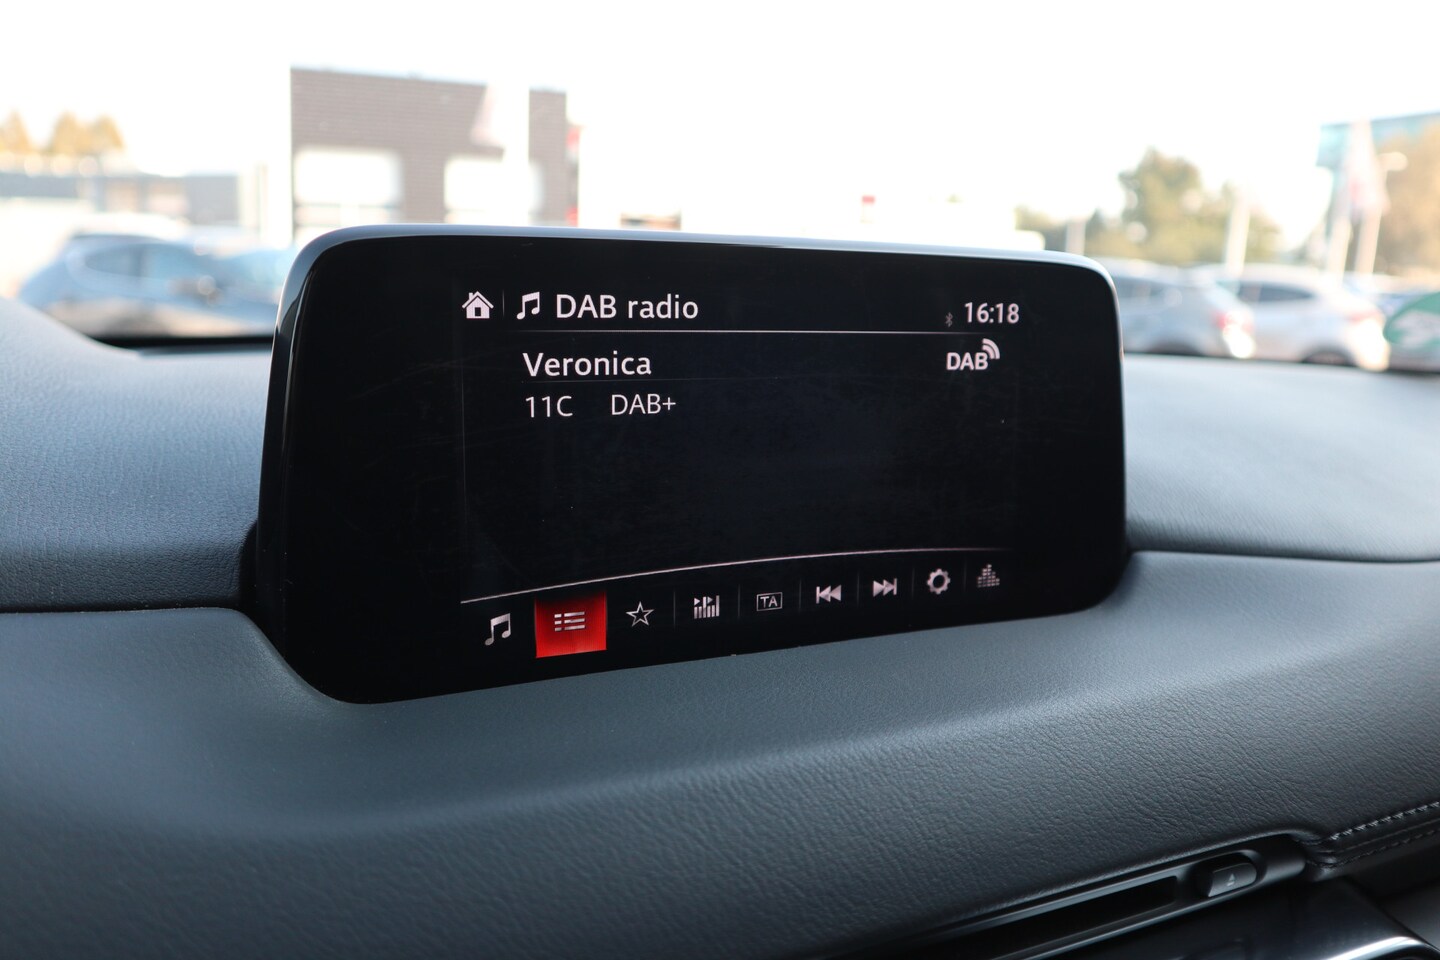 DAB radio 16:18
Veronica DAB
11C DAB+
TA